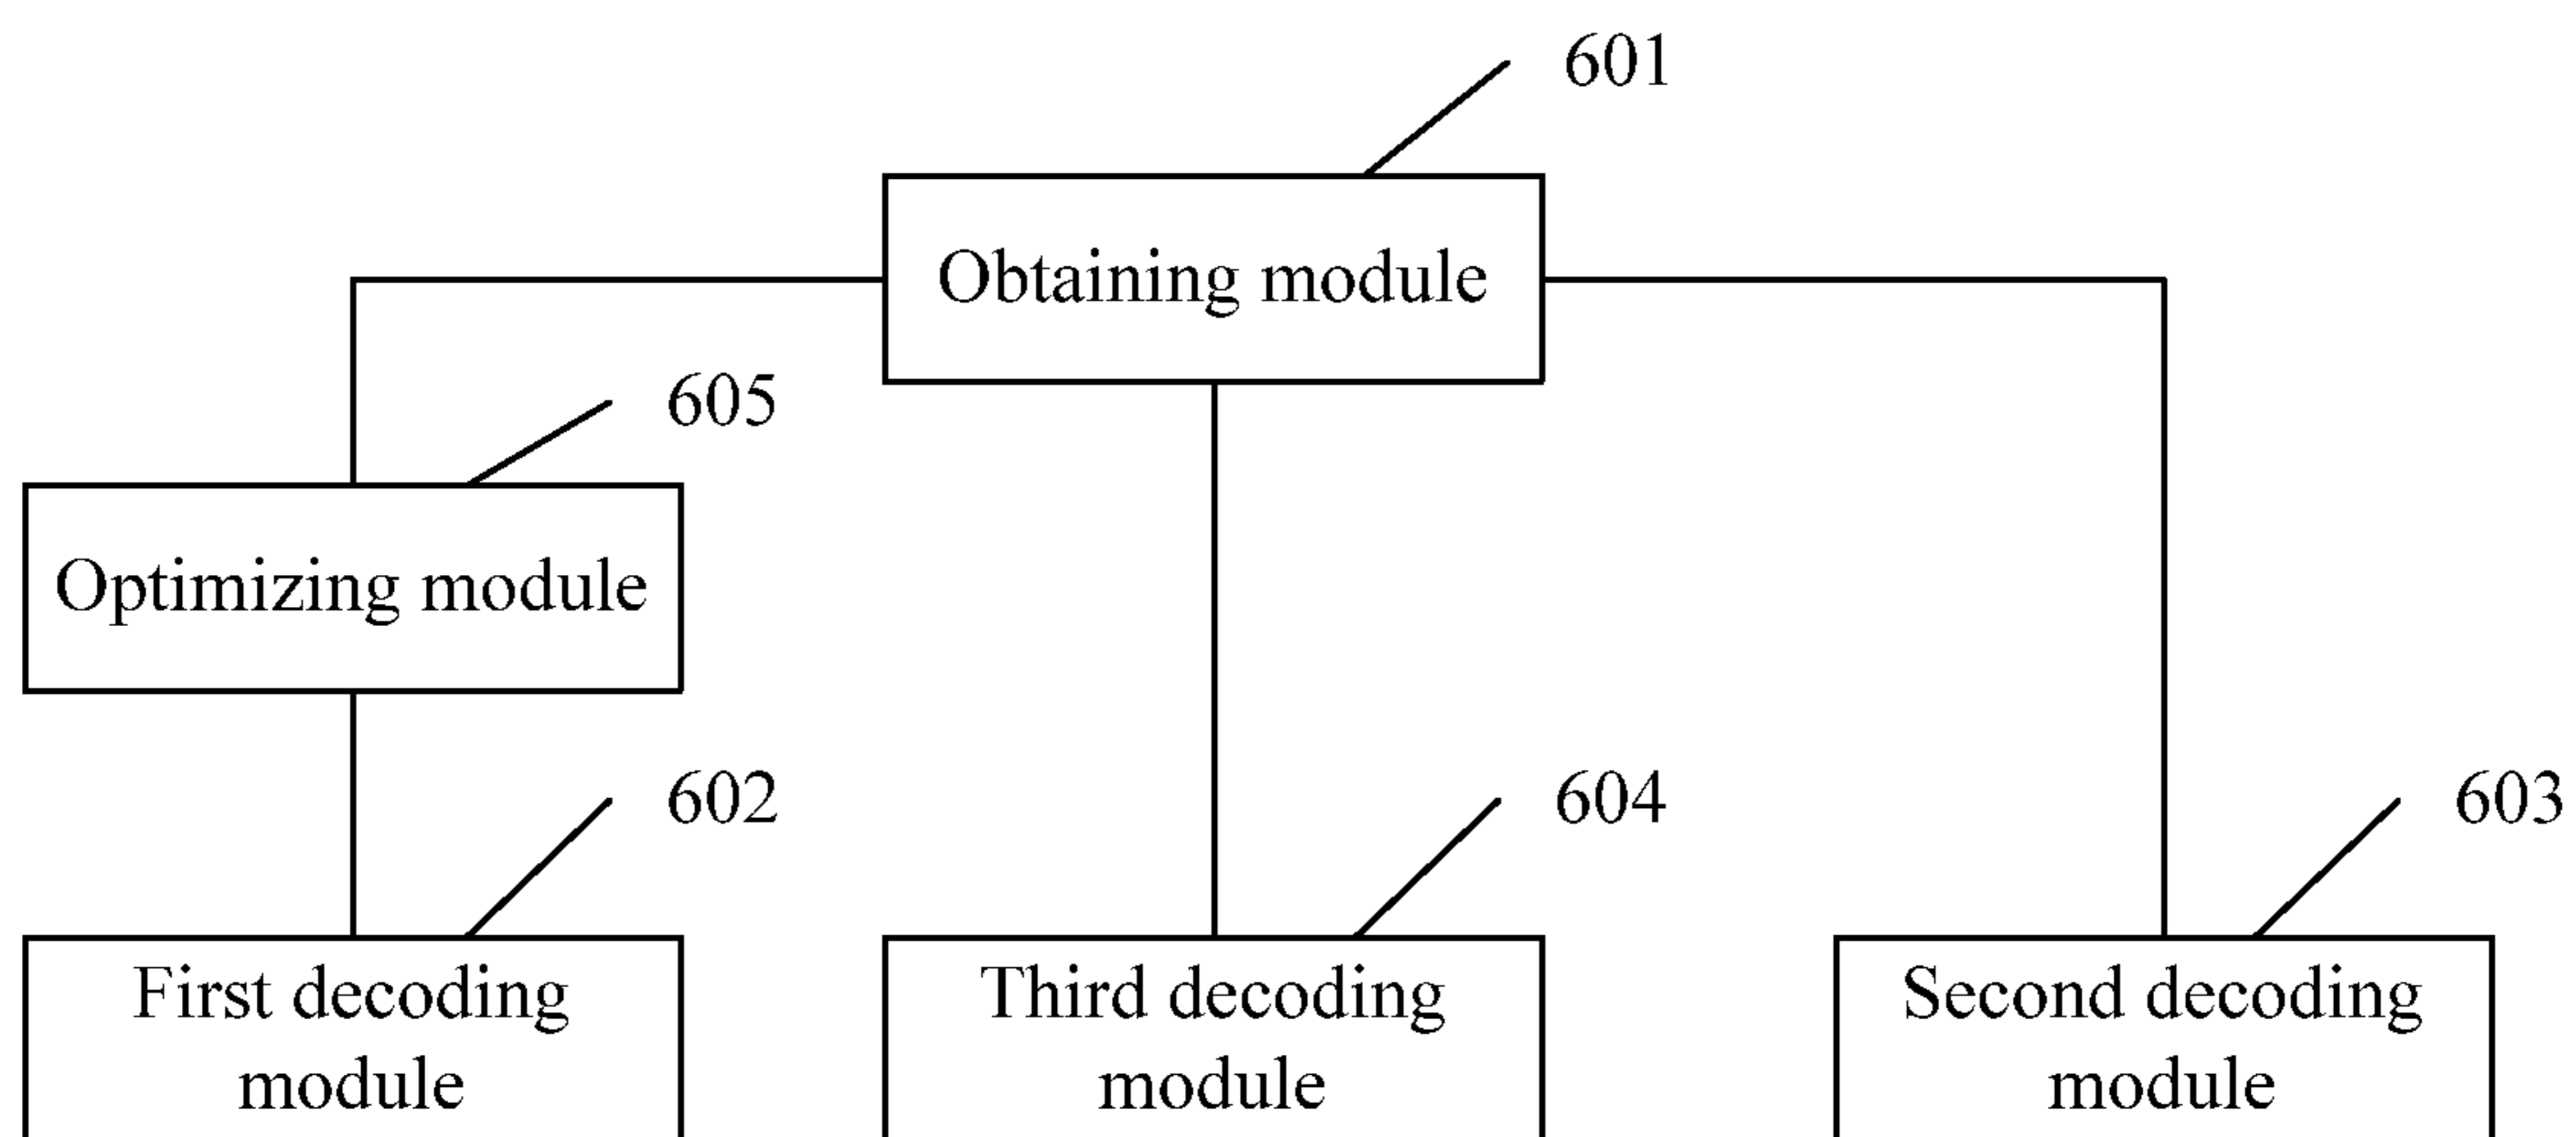 601
Obtaining module
605
Optimizing module
602
604
603
First decoding
module
Third decoding
module
Second decoding
module